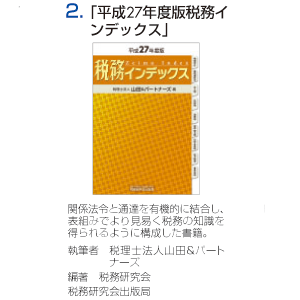 2.「平成27年度版税務イ
ンデックス」
平成27年度版
税務インデックス
Zeimu Index
税理士法人 山田&パートナーズ 編
関係法令と通達を有機的に結合し、
表組みでより見易く税務の知識を
得られるように構成した書籍。
執筆者 税理士法人山田&パート
ナーズ
編著 税務研究会
税務研究会出版局